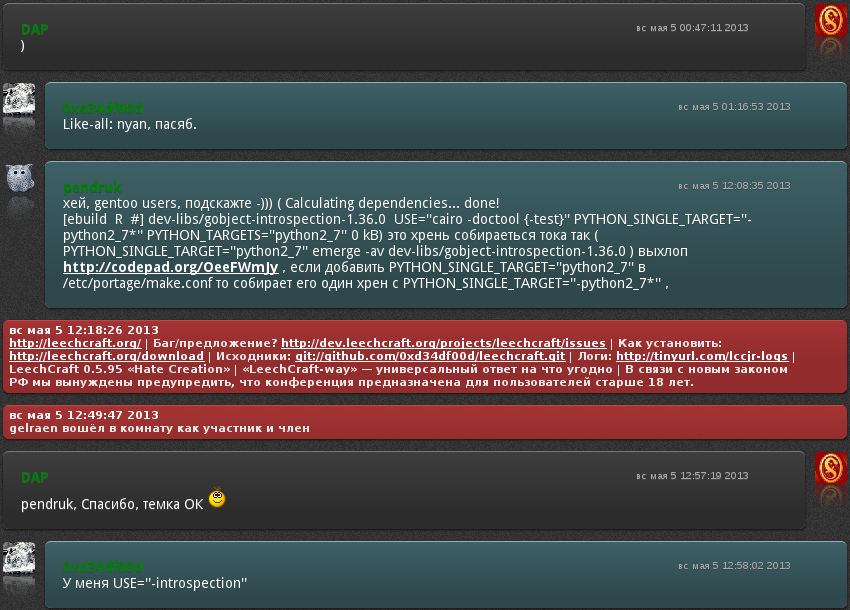 DAP
вс мая 5 00:47:11 2013
)
0xd34df00d
вс мая 5 01:16:53 2013
Like-all: nyan, пасяб.
pendruk
вс мая 5 12:08:35 2013
хей, gentoo users, подскажте -))) ( Calculating dependencies... done!
[ebuild  R  #] dev-libs/gobject-introspection-1.36.0  USE="cairo -doctool {-test}" PYTHON_SINGLE_TARGET="-
python2_7*" PYTHON_TARGETS="python2_7" 0 kB) это хрень собираеться тока так (
PYTHON_SINGLE_TARGET="python2_7" emerge -av dev-libs/gobject-introspection-1.36.0 ) выхлоп
http://codepad.org/OeeFWmJy , если добавить PYTHON_SINGLE_TARGET="python2_7" в
/etc/portage/make.conf то собирает его один хрен с PYTHON_SINGLE_TARGET="-python2_7*" ,
вс мая 5 12:18:26 2013
http://leechcraft.org/ | Баг/предложение? http://dev.leechcraft.org/projects/leechcraft/issues | Как установить:
http://leechcraft.org/download | Исходники: git://github.com/0xd34df00d/leechcraft.git | Логи: http://tinyurl.com/lccjr-logs |
LeechCraft 0.5.95 «Hate Creation» | «LeechCraft-way» — универсальный ответ на что угодно | В связи с новым законом
РФ мы вынуждены предупредить, что конференция предназначена для пользователей старше 18 лет.
вс мая 5 12:49:47 2013
gelraen вошёл в комнату как участник и член
DAP
вс мая 5 12:57:19 2013
pendruk, Спасибо, темка ОК
0xd34df00d
вс мая 5 12:58:02 2013
У меня USE="-introspection"